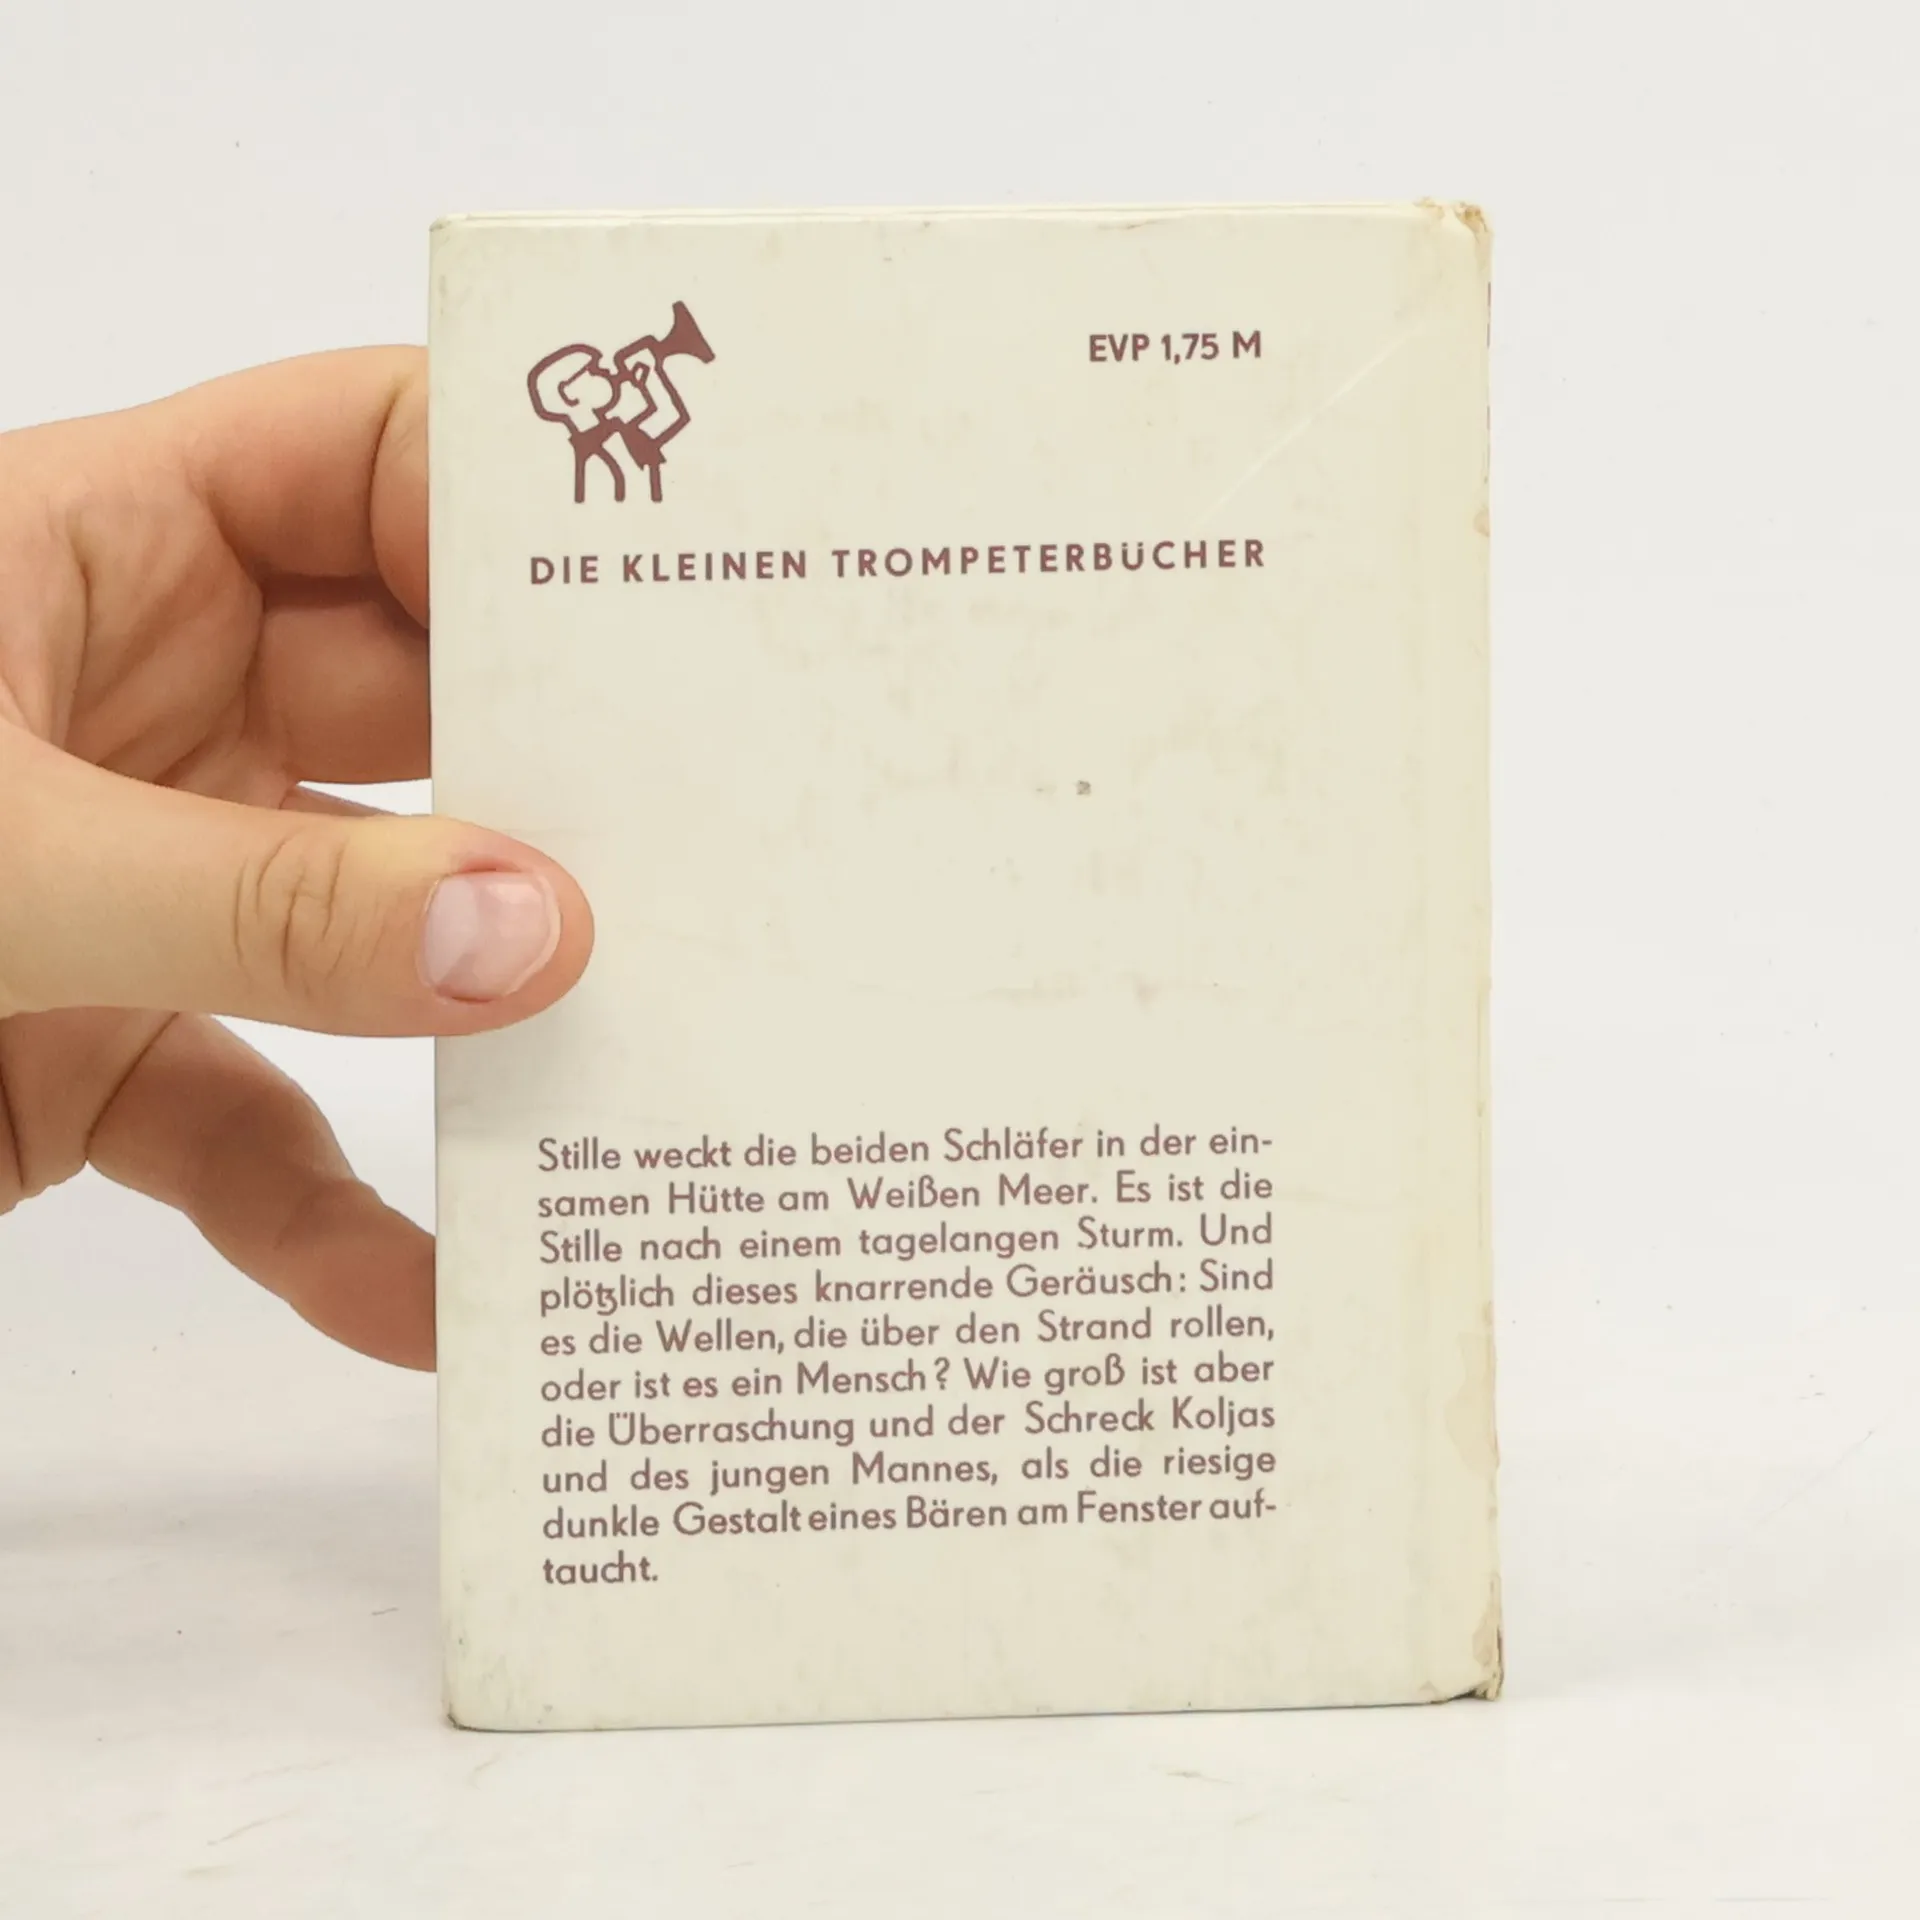 EVP 1,75 M
DIE KLEINEN TROMPETERBÜCHER
Stille weckt die beiden Schläfer in der ein-
samen Hütte am Weißen Meer. Es ist die
Stille nach einem tagelangen Sturm. Und
plötzlich dieses knarrende Geräusch: Sind
es die Wellen, die über den Strand rollen,
oder ist es ein Mensch? Wie groß ist aber
die Überraschung und der Schreck Koljas
und des jungen Mannes, als die riesige
dunkle Gestalt eines Bären am Fenster auf-
taucht.